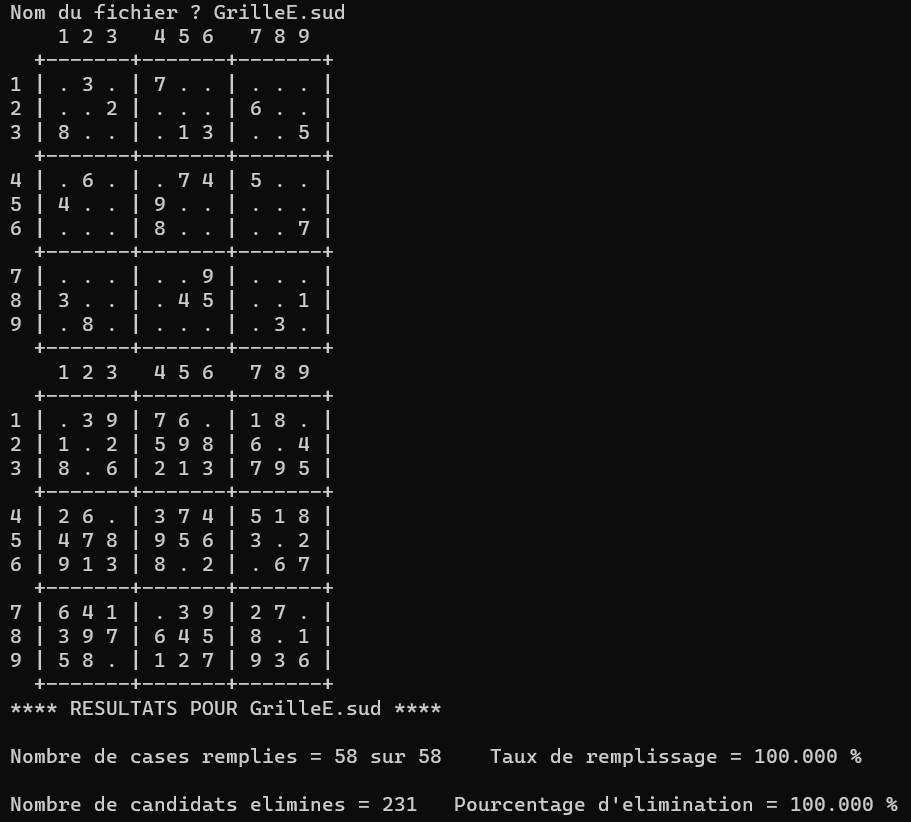 Nom du fichier ? GrilleE.sud
    1 2 3   4 5 6   7 8 9
  +-------+-------+-------+
1 | . 3 . | 7 . . | . . . |
2 | . . 2 | . . . | 6 . . |
3 | 8 . . | . 1 3 | . . 5 |
  +-------+-------+-------+
4 | . 6 . | . 7 4 | 5 . . |
5 | 4 . . | 9 . . | . . . |
6 | . . . | 8 . . | . . 7 |
  +-------+-------+-------+
7 | . . . | . . 9 | . . . |
8 | 3 . . | . 4 5 | . . 1 |
9 | . 8 . | . . . | . 3 . |
  +-------+-------+-------+
    1 2 3   4 5 6   7 8 9
  +-------+-------+-------+
1 | . 3 9 | 7 6 . | 1 8 . |
2 | 1 . 2 | 5 9 8 | 6 . 4 |
3 | 8 . 6 | 2 1 3 | 7 9 5 |
  +-------+-------+-------+
4 | 2 6 . | 3 7 4 | 5 1 8 |
5 | 4 7 8 | 9 5 6 | 3 . 2 |
6 | 9 1 3 | 8 . 2 | . 6 7 |
  +-------+-------+-------+
7 | 6 4 1 | . 3 9 | 2 7 . |
8 | 3 9 7 | 6 4 5 | 8 . 1 |
9 | 5 8 . | 1 2 7 | 9 3 6 |
  +-------+-------+-------+
**** RESULTATS POUR GrilleE.sud ****
Nombre de cases remplies = 58 sur 58    Taux de remplissage = 100.000 %
Nombre de candidats elimines = 231   Pourcentage d'elimination = 100.000 %